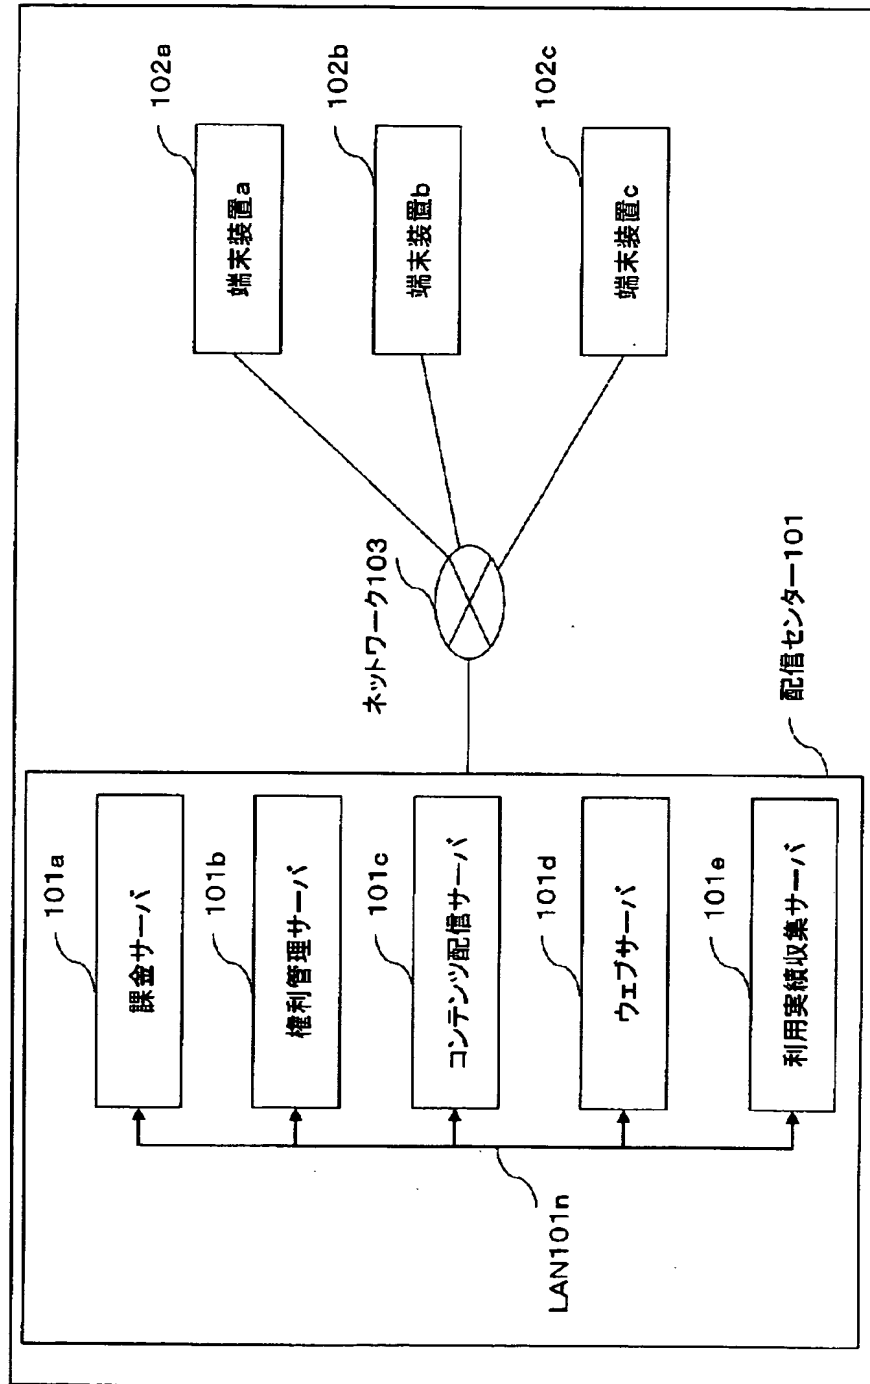 101a
課金サーバ
101b
権利管理サーバ
101c
コンテンツ配信サーバ
101d
ウェブサーバ
101e
利用実績収集サーバ
LAN101n
配信センター101
ネットワーク103
102a
端末装置a
102b
端末装置b
102c
端末装置c